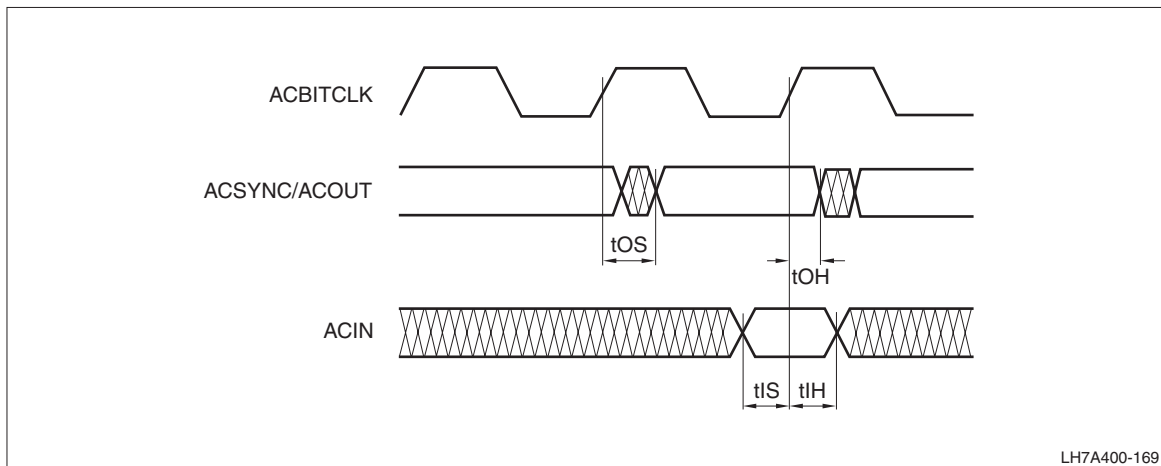 ACBITCLK
ACSYNC/ACOUT
tOS
tOH
ACIN
tIS
tIH
LH7A400-169